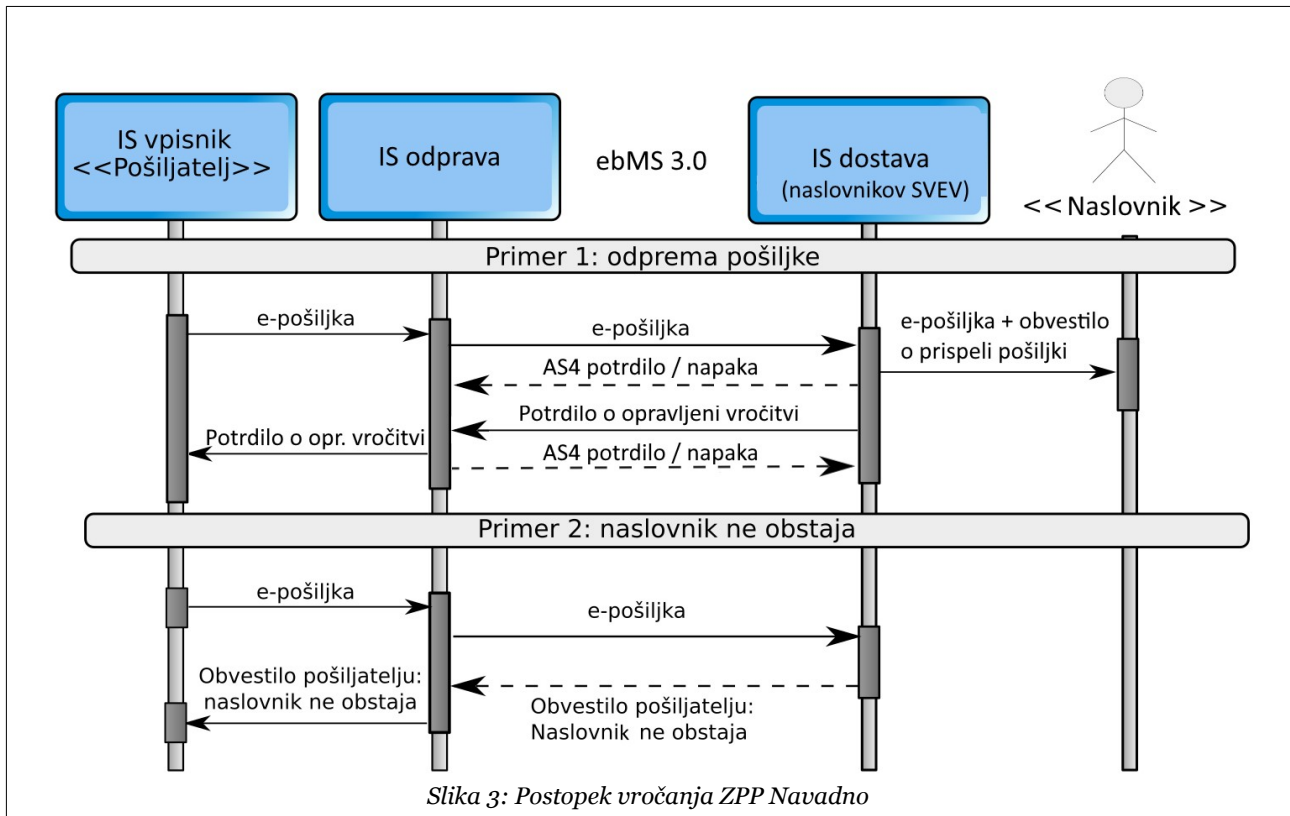 IS vpisnik
<<Pošiljatelj>>
IS odprava
ebMS 3.0
IS dostava
(naslovnikov SVEV)
<< Naslovnik >>
Primer 1: odprema pošiljke
e-pošiljka
e-pošiljka
e-pošiljka + obvestilo
o prispeli pošiljki
AS4 potrdilo / napaka
Potrdilo o opravljeni vročitvi
Potrdilo o opr. vročitvi
AS4 potrdilo / napaka
Primer 2: naslovnik ne obstaja
e-pošiljka
e-pošiljka
Obvestilo pošiljatelju:
naslovnik ne obstaja
Obvestilo pošiljatelju:
Naslovnik ne obstaja
Slika 3: Postopek vročanja ZPP Navadno